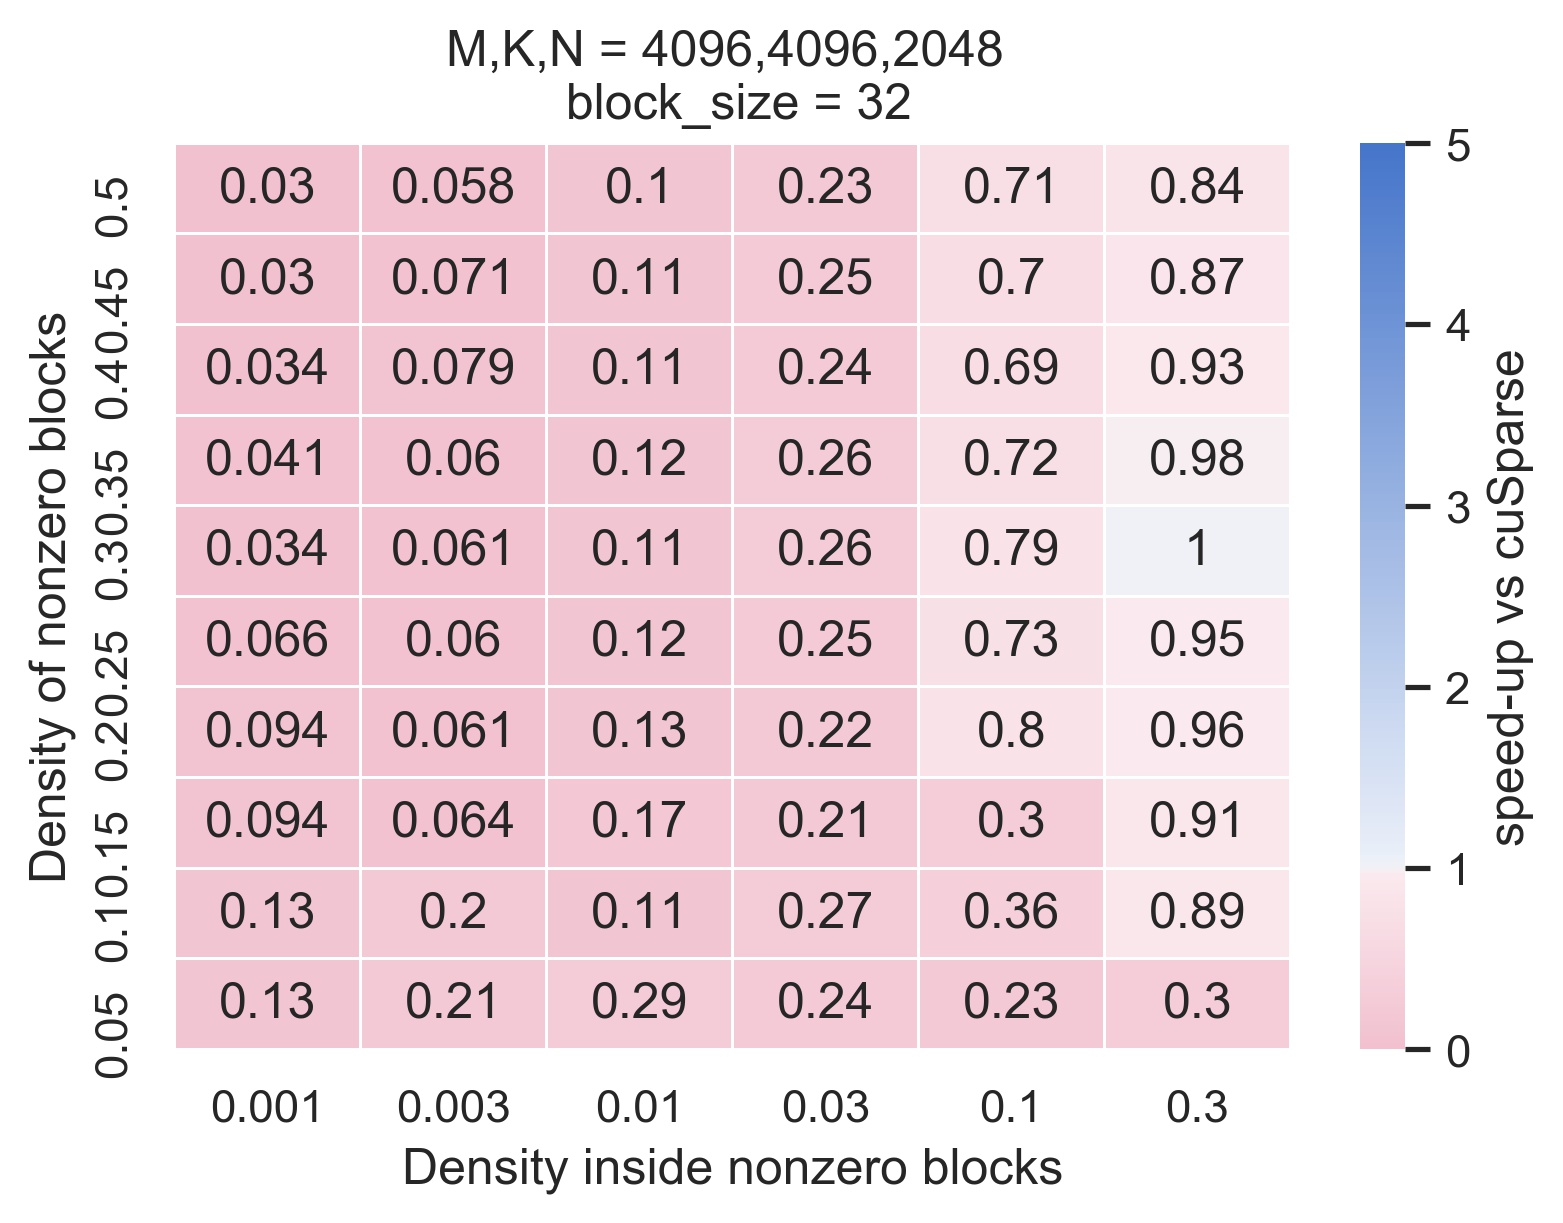 M,K,N = 4096,4096,2048
block_size = 32
Density of nonzero blocks
0.5 0.03 0.058 0.1 0.23 0.71 0.84
0.45 0.03 0.071 0.11 0.25 0.7 0.87
0.4 0.034 0.079 0.11 0.24 0.69 0.93
0.35 0.041 0.06 0.12 0.26 0.72 0.98
0.3 0.034 0.061 0.11 0.26 0.79 1
0.25 0.066 0.06 0.12 0.25 0.73 0.95
0.2 0.094 0.061 0.13 0.22 0.8 0.96
0.15 0.094 0.064 0.17 0.21 0.3 0.91
0.1 0.13 0.2 0.11 0.27 0.36 0.89
0.05 0.13 0.21 0.29 0.24 0.23 0.3
0.001 0.003 0.01 0.03 0.1 0.3
Density inside nonzero blocks
5
4
3
2
1
0
speed-up vs cuSparse